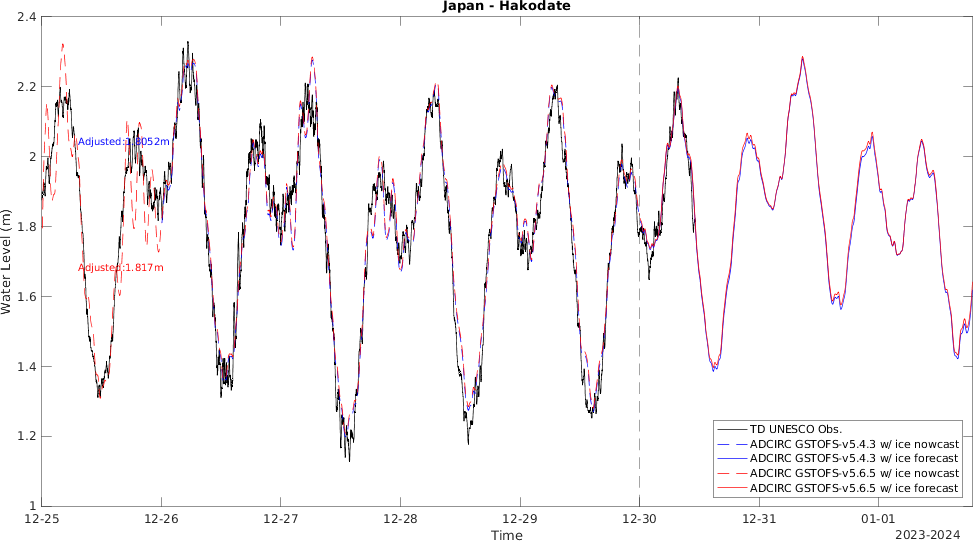 Japan - Hakodate
2.4
2.2
2
1.8
1.6
1.4
1.2
1
Water Level (m)
Adjusted:1.8052m
Adjusted:1.817m
TD UNESCO Obs.
ADCIRC GSTOFS-v5.4.3 w/ ice nowcast
ADCIRC GSTOFS-v5.4.3 w/ ice forecast
ADCIRC GSTOFS-v5.6.5 w/ ice nowcast
ADCIRC GSTOFS-v5.6.5 w/ ice forecast
12-25 12-26 12-27 12-28 12-29 12-30 12-31 01-01
Time
2023-2024